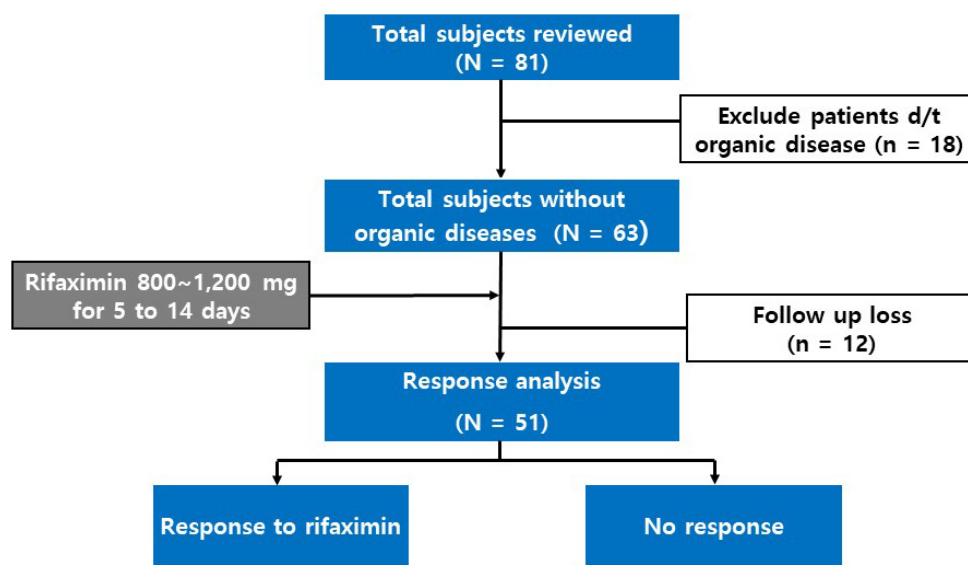 Total subjects reviewed
(N = 81)
Exclude patients d/t
organic disease (n = 18)
Total subjects without
organic diseases (N = 63)
Rifaximin 800~1,200 mg
for 5 to 14 days
Follow up loss
(n = 12)
Response analysis
(N = 51)
Response to rifaximin
No response